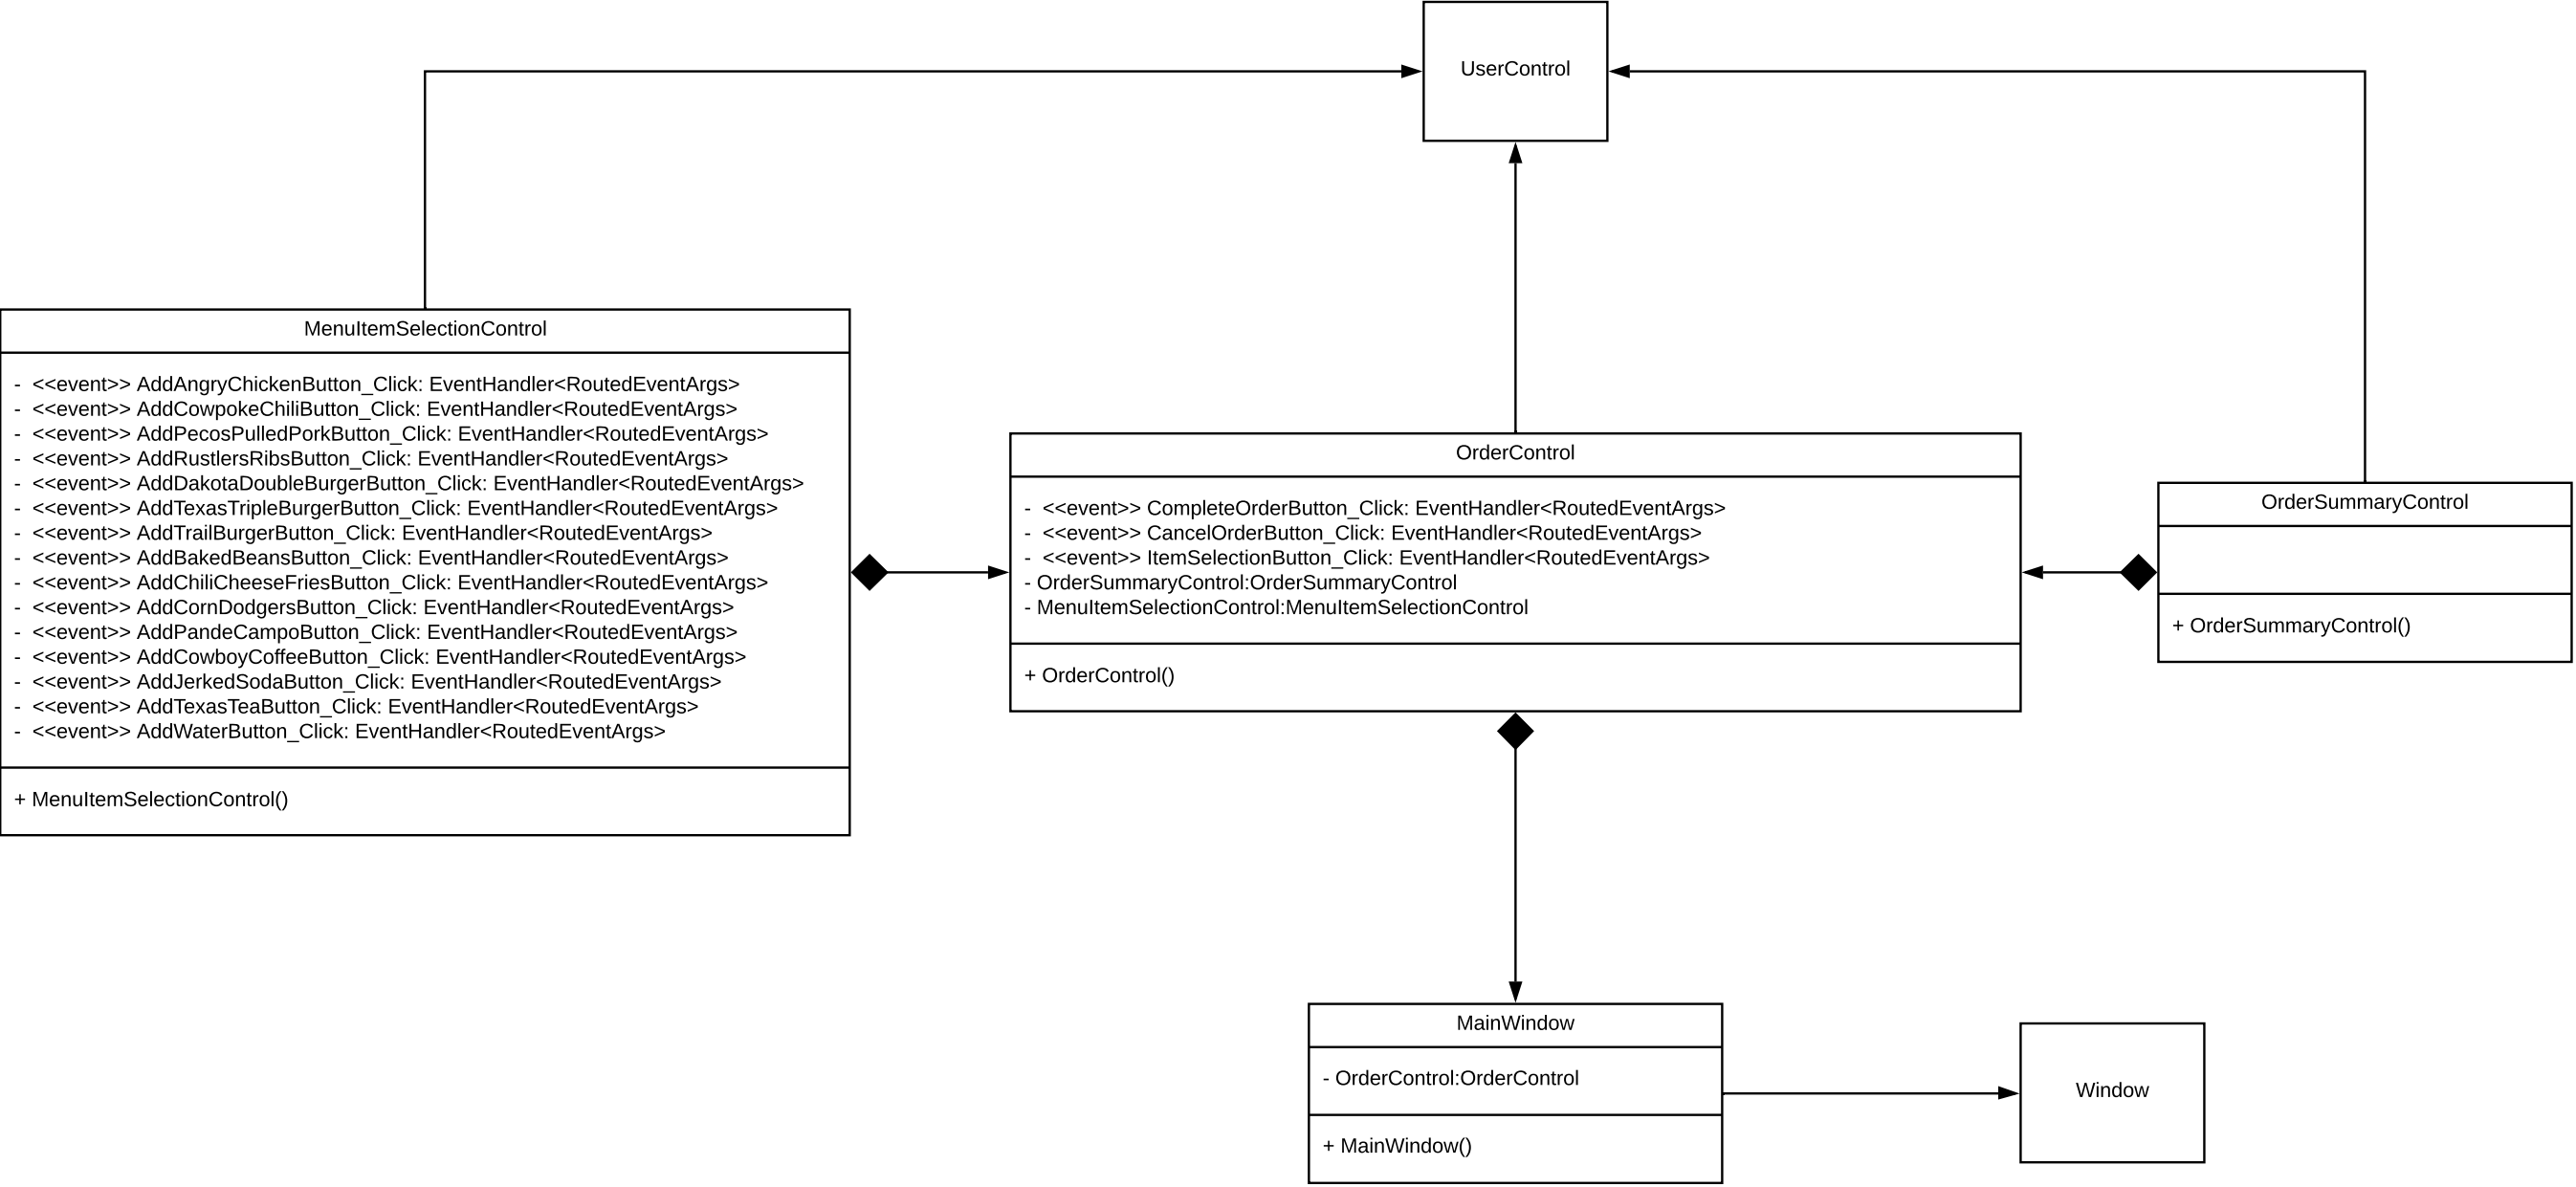 UserControl
MenuItemSelectionControl
- <<event>> AddAngryChickenButton_Click: EventHandler<RoutedEventArgs>
- <<event>> AddCowpokeChiliButton_Click: EventHandler<RoutedEventArgs>
- <<event>> AddPecosPulledPorkButton_Click: EventHandler<RoutedEventArgs>
- <<event>> AddRustlersRibsButton_Click: EventHandler<RoutedEventArgs>
- <<event>> AddDakotaDoubleBurgerButton_Click: EventHandler<RoutedEventArgs>
- <<event>> AddTexasTripleBurgerButton_Click: EventHandler<RoutedEventArgs>
- <<event>> AddTrailBurgerButton_Click: EventHandler<RoutedEventArgs>
- <<event>> AddBakedBeansButton_Click: EventHandler<RoutedEventArgs>
- <<event>> AddChiliCheeseFriesButton_Click: EventHandler<RoutedEventArgs>
- <<event>> AddCornDodgersButton_Click: EventHandler<RoutedEventArgs>
- <<event>> AddPandeCampoButton_Click: EventHandler<RoutedEventArgs>
- <<event>> AddCowboyCoffeeButton_Click: EventHandler<RoutedEventArgs>
- <<event>> AddJerkedSodaButton_Click: EventHandler<RoutedEventArgs>
- <<event>> AddTexasTeaButton_Click: EventHandler<RoutedEventArgs>
- <<event>> AddWaterButton_Click: EventHandler<RoutedEventArgs>
+ MenuItemSelectionControl()
OrderControl
- <<event>> CompleteOrderButton_Click: EventHandler<RoutedEventArgs>
- <<event>> CancelOrderButton_Click: EventHandler<RoutedEventArgs>
- <<event>> ItemSelectionButton_Click: EventHandler<RoutedEventArgs>
- OrderSummaryControl:OrderSummaryControl
- MenuItemSelectionControl:MenuItemSelectionControl
+ OrderControl()
OrderSummaryControl
+ OrderSummaryControl()
MainWindow
- OrderControl:OrderControl
+ MainWindow()
Window